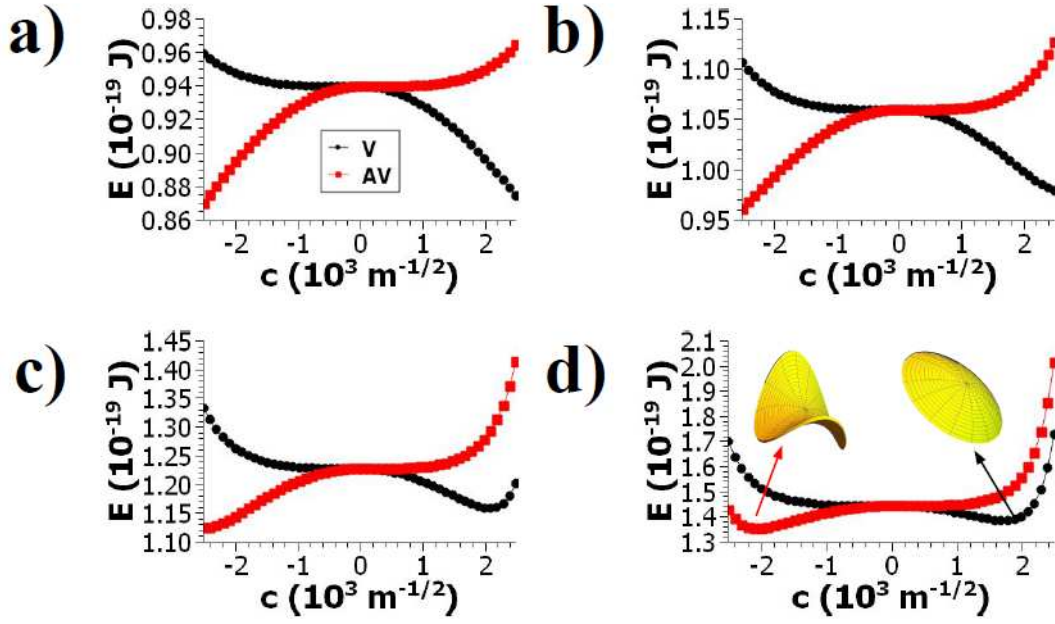 a)
E (10⁻¹⁹ J)
0.98
0.96
0.94
0.92
0.90
0.88
0.86
V
AV
-2 -1 0 1 2
c (10³ m⁻¹/²)
b)
E (10⁻¹⁹ J)
1.15
1.10
1.05
1.00
0.95
-2 -1 0 1 2
c (10³ m⁻¹/²)
c)
E (10⁻¹⁹ J)
1.45
1.40
1.30
1.23
1.20
1.15
1.10
-2 -1 0 1 2
c (10³ m⁻¹/²)
d)
E (10⁻¹⁹ J)
2.1
2.0
1.9
1.8
1.7
1.6
1.5
1.4
1.3
-2 -1 0 1 2
c (10³ m⁻¹/²)